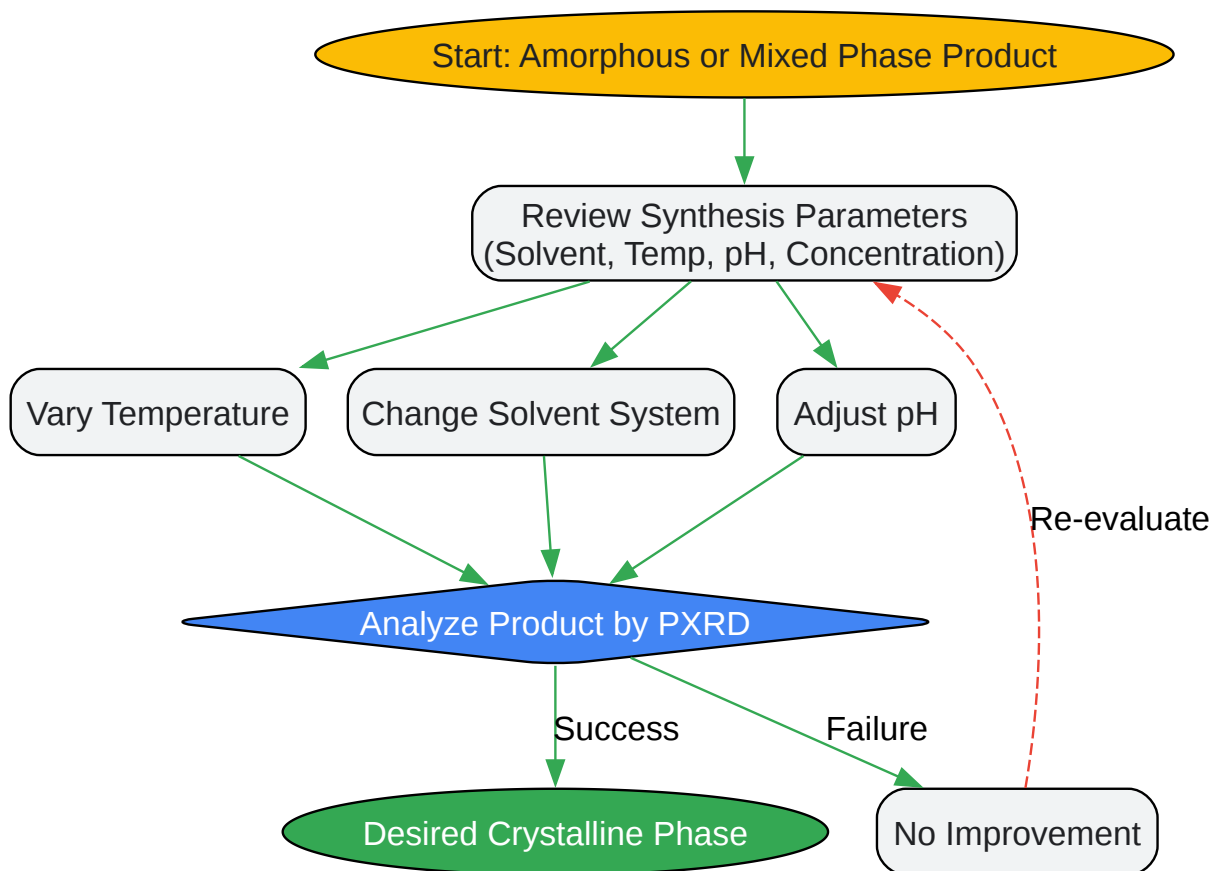 Start: Amorphous or Mixed Phase Product
Review Synthesis Parameters
(Solvent, Temp, pH, Concentration)
Vary Temperature
Change Solvent System
Adjust pH
Re-evaluate
Analyze Product by PXRD
Success
Failure
Desired Crystalline Phase
No Improvement